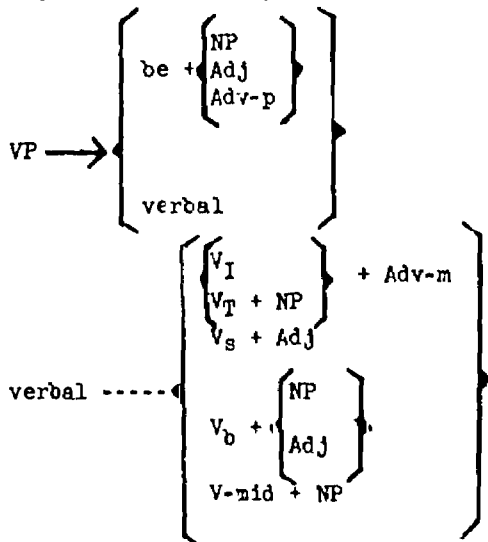 NP
be + Adj
Adv-p
VP →
verbal
V_I + Adv-m
V_T + NP
V_s + Adj
verbal -----
NP
V_b +
Adj
V-mid + NP